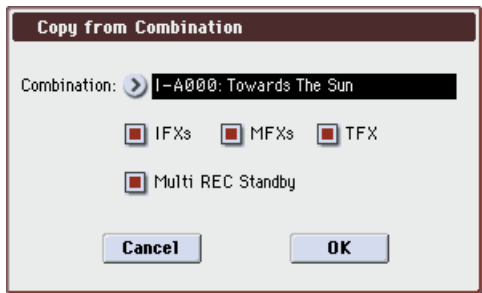 Copy from Combination
Combination: I-A000: Towards The Sun
IFXs MFXs TFX
Multi REC Standby
Cancel OK